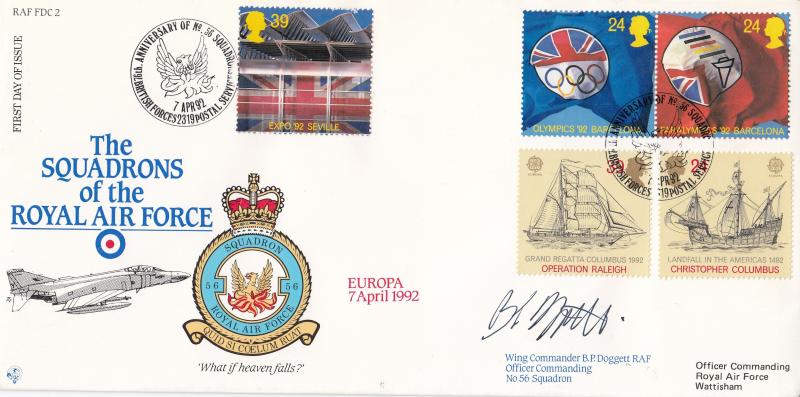 RAF FDC 2
FIRST DAY OF ISSUE
76th. ANNIVERSARY OF No. 56 SQUADRON
7 APR 92
BRITISH FORCES 2319 POSTAL SERVICE
39
EXPO '92 SEVILLE
24
OLYMPICS '92 BARCELONA
24
PARALYMPICS '92 BARCELONA
GRAND REGATTA COLUMBUS 1992
OPERATION RALEIGH
LANDFALL IN THE AMERICAS 1492
CHRISTOPHER COLUMBUS
The
SQUADRONS
of the
ROYAL AIR FORCE
SQUADRON
56 56
ROYAL AIR FORCE
QUID SI COELUM RUAT
'What if heaven falls?'
EUROPA
7 April 1992
Wing Commander B.P. Doggett RAF
Officer Commanding
No 56 Squadron
Officer Commanding
Royal Air Force
Wattisham